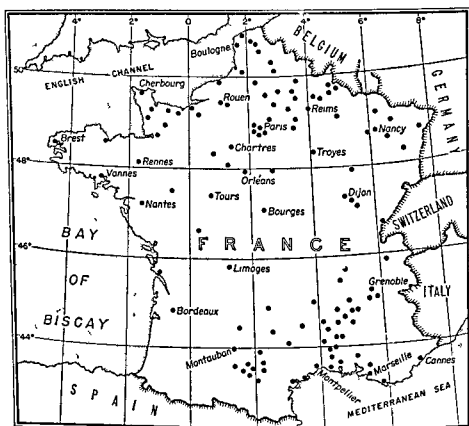 4 2 0 2 4 6 8
Boulogne
BELGIUM
50
ENGLISH CHANNEL
Cherbourg
Rouen
Reims
GERMANY
Brest
Paris
Nancy
48
Rennes
Chartres
Troyes
Vannes
Orléans
Nantes
Tours
Bourges
Dijon
SWITZERLAND
BAY
OF
BISCAY
FRANCE
46°
Limoges
Grenoble
ITALY
Bordeaux
44°
Montauban
Montpellier
Marseille
Cannes
SPAIN
MEDITERRANEAN SEA